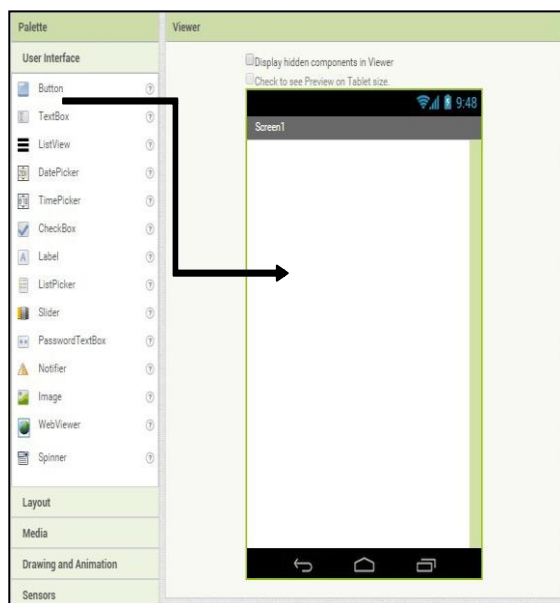 Palette
Viewer
User Interface
Display hidden components in Viewer
Check to see Preview on Tablet size.
Button
TextBox
ListView
DatePicker
TimePicker
CheckBox
Label
ListPicker
Slider
PasswordTextBox
Notifier
Image
WebViewer
Spinner
Layout
Media
Drawing and Animation
Sensors
9:48
Screen1